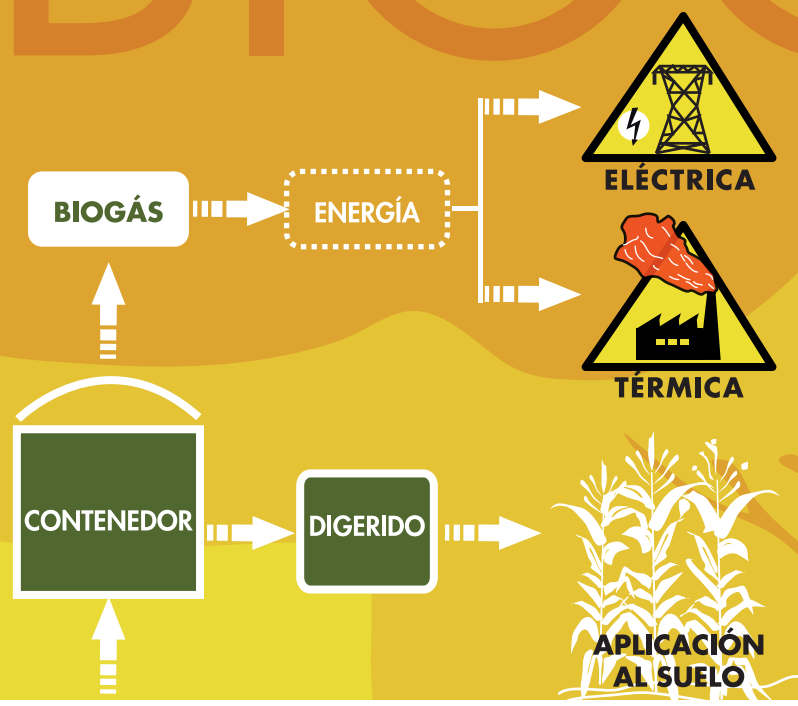 ELÉCTRICA
BIOGÁS
ENERGÍA
TÉRMICA
CONTENEDOR
DIGERIDO
APLICACIÓN
AL SUELO